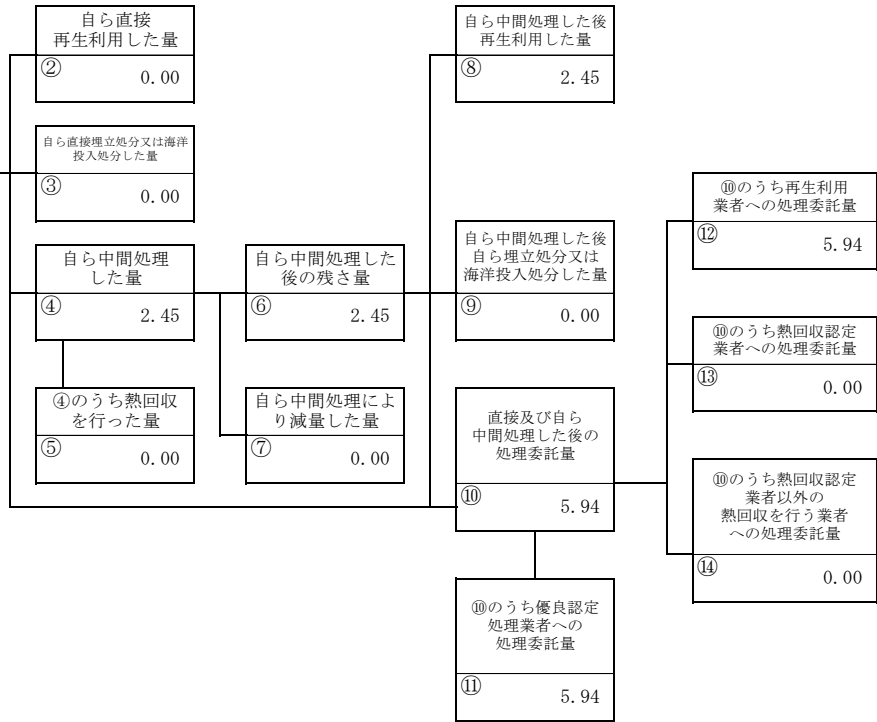 自ら直接
再生利用した量
②
0.00
自ら直接埋立処分又は海洋
投入処分した量
③
0.00
自ら中間処理
した量
④
2.45
④のうち熱回収
を行った量
⑤
0.00
自ら中間処理した
後の残さ量
⑥
2.45
自ら中間処理によ
り減量した量
⑦
0.00
自ら中間処理した後
再生利用した量
⑧
2.45
自ら中間処理した後
自ら埋立処分又は
海洋投入処分した量
⑨
0.00
直接及び自ら
中間処理した後の
処理委託量
⑩
5.94
⑩のうち優良認定
処理業者への
処理委託量
⑪
5.94
⑩のうち再生利用
業者への処理委託量
⑫
5.94
⑩のうち熱回収認定
業者への処理委託量
⑬
0.00
⑩のうち熱回収認定
業者以外の
熱回収を行う業者
への処理委託量
⑭
0.00